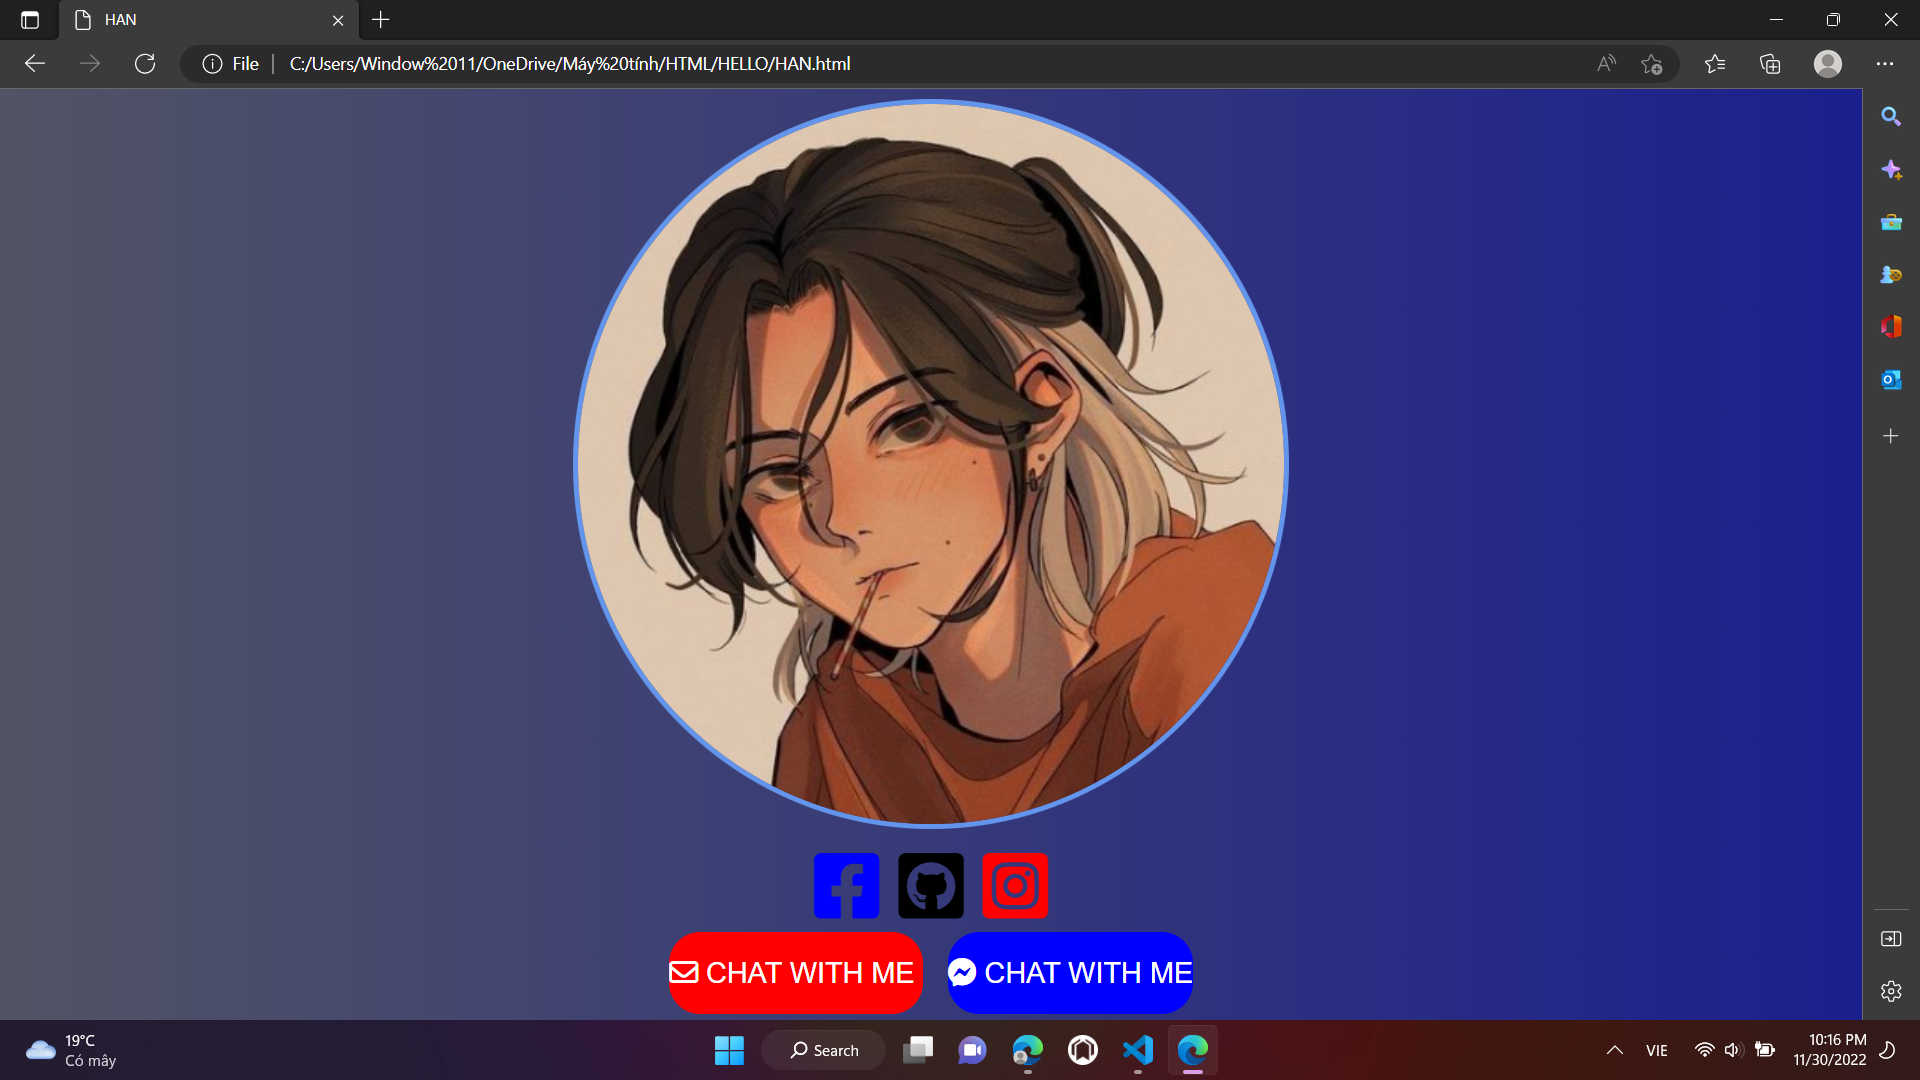 HAN
File
C:/Users/Window%2011/OneDrive/Máy%20tính/HTML/HELLO/HAN.html
CHAT WITH ME
CHAT WITH ME
19°C
Có mây
Search
VIE
10:16 PM
11/30/2022